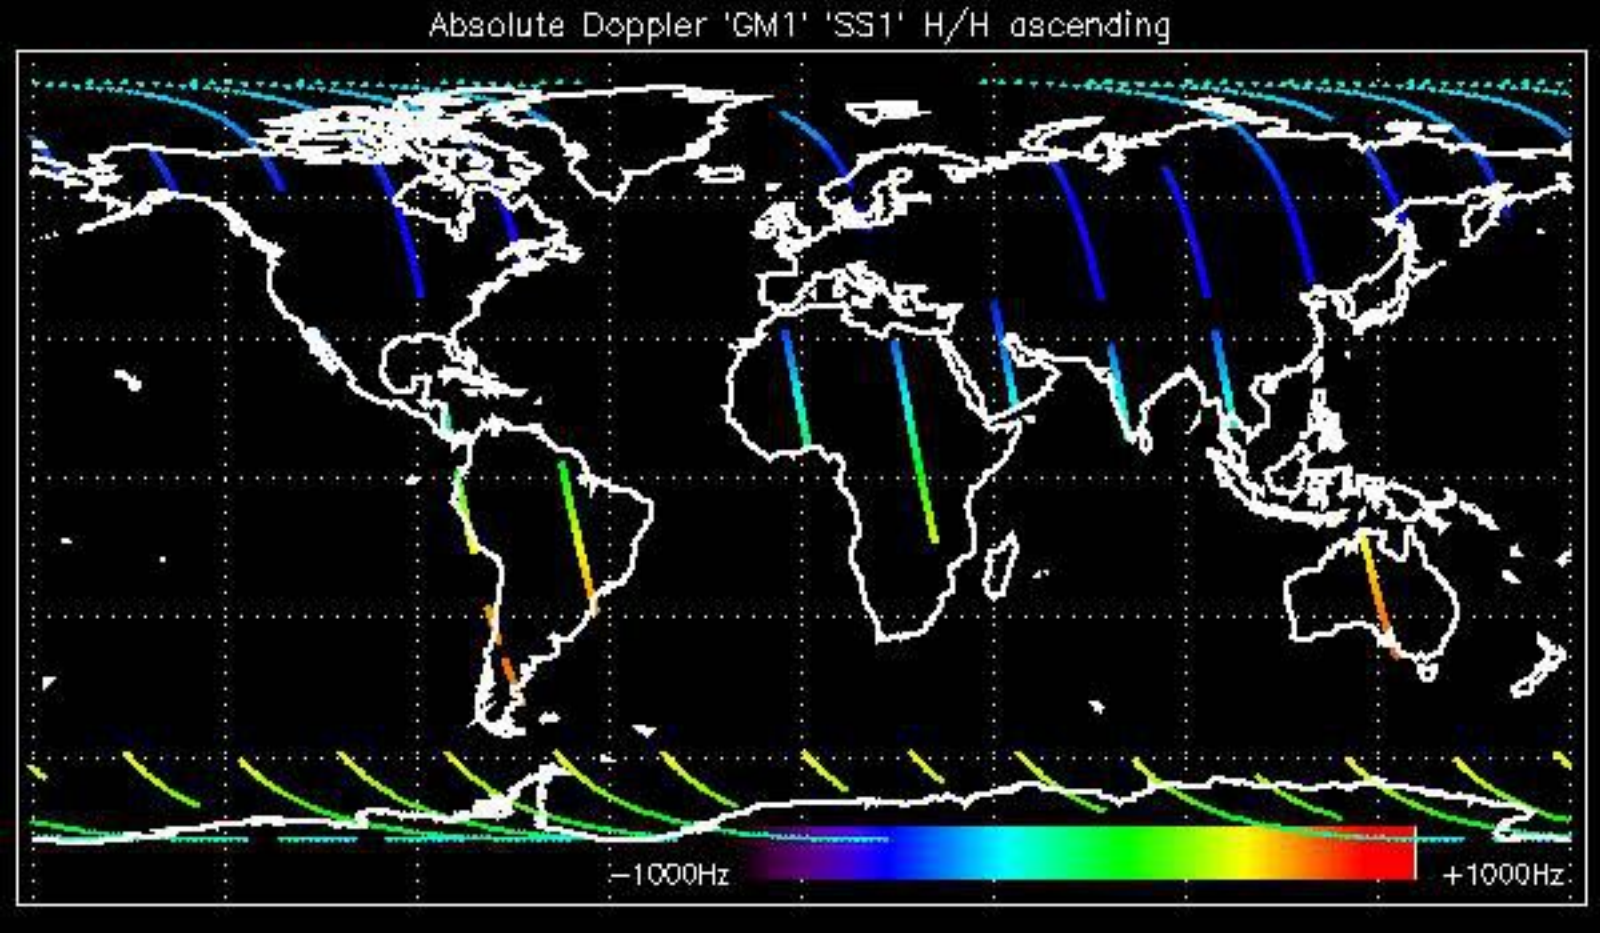 Absolute Doppler 'GM1' 'SS1' H/H ascending
−1000Hz
+1000Hz